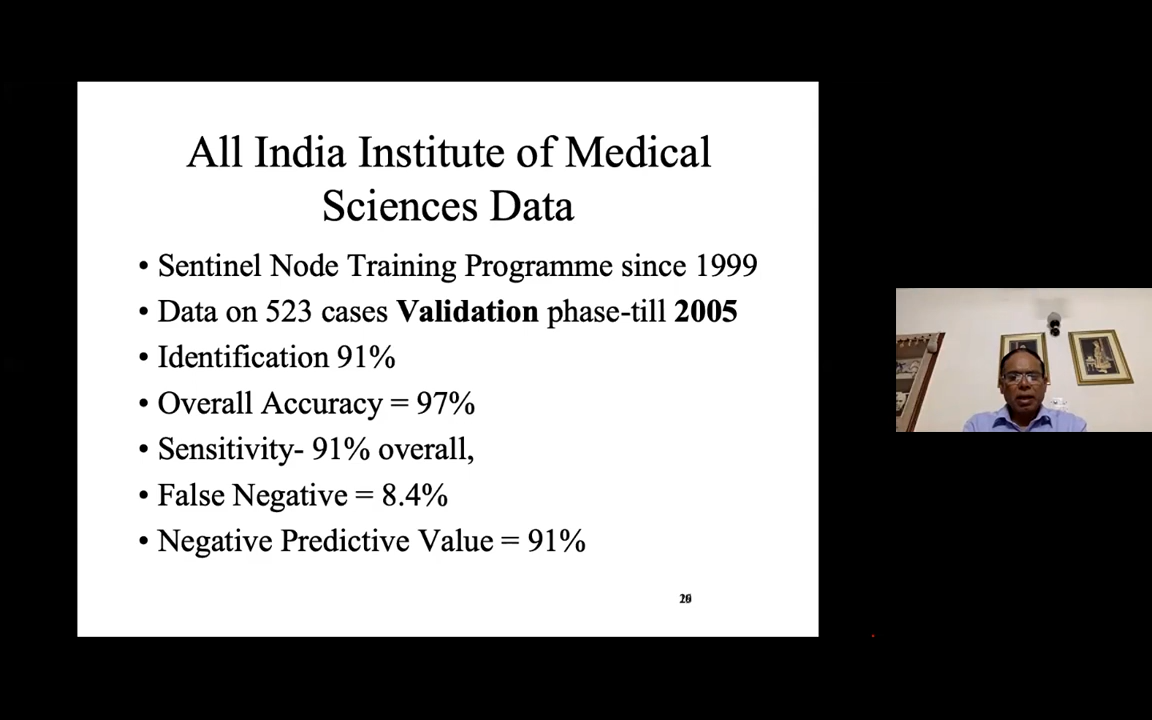 All India Institute of Medical
Sciences Data
• Sentinel Node Training Programme since 1999
• Data on 523 cases Validation phase-till 2005
• Identification 91%
• Overall Accuracy = 97%
• Sensitivity- 91% overall,
• False Negative = 8.4%
• Negative Predictive Value = 91%